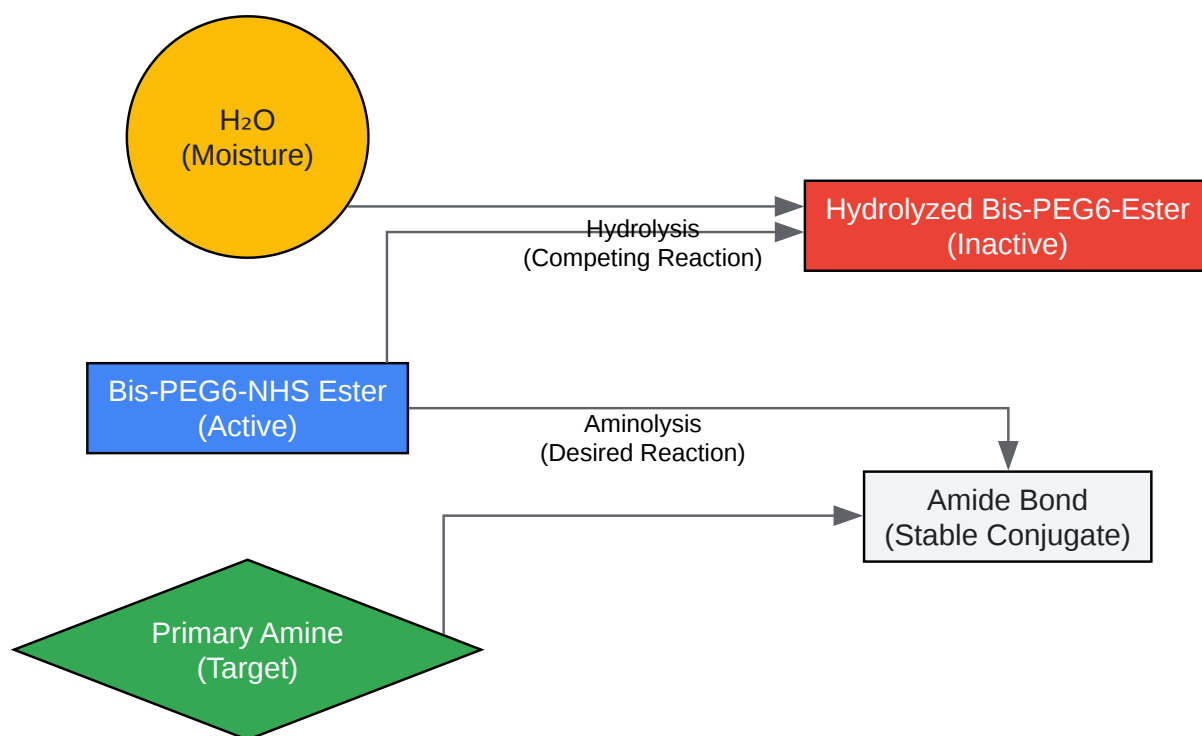 H₂O
(Moisture)
Hydrolyzed Bis-PEG6-Ester
(Inactive)
Hydrolysis
(Competing Reaction)
Bis-PEG6-NHS Ester
(Active)
Aminolysis
(Desired Reaction)
Amide Bond
(Stable Conjugate)
Primary Amine
(Target)